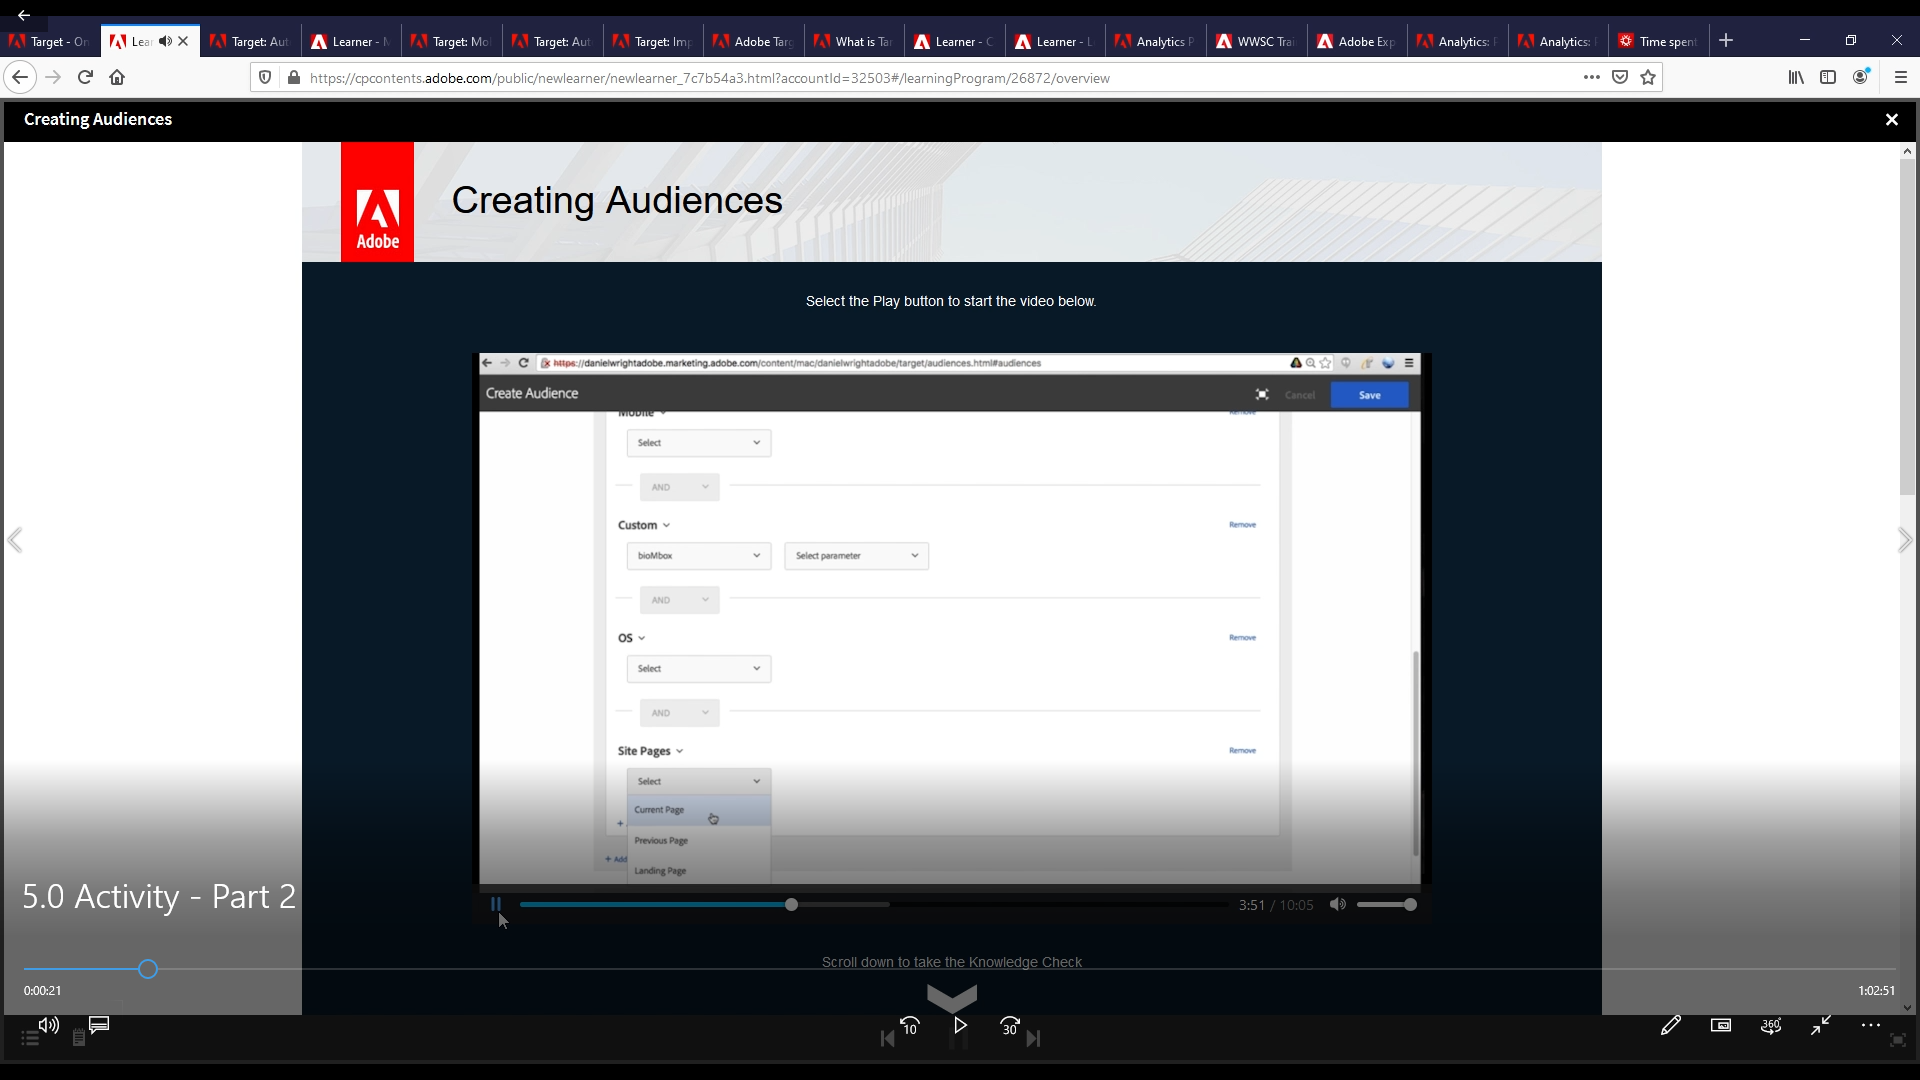 Target - On
Lear
Target: Aut
Learner - M
Target: Mo
Target: Aut
Target: Imp
Adobe Targ
What is Tar
Learner - C
Learner - L
Analytics P
WWSC Trai
Adobe Exp
Analytics: F
Analytics: I
Time spent
https://cpcontents.adobe.com/public/newlearner/newlearner_7c7b54a3.html?accountId=32503#/learningProgram/26872/overview
Creating Audiences
Adobe
Creating Audiences
Select the Play button to start the video below.
https://danielwrightadobe.marketing.adobe.com/content/mac/danielwrightadobe/target/audiences.html#audiences
Create Audience
Cancel
Save
Mobile
Remove
Select
AND
Custom
Remove
bioMbox
Select parameter
AND
OS
Remove
Select
AND
Site Pages
Remove
Select
Current Page
+
Previous Page
+ Add
Landing Page
5.0 Activity - Part 2
3:51 / 10:05
Scroll down to take the Knowledge Check
0:00:21
1:02:51
10
30
360°